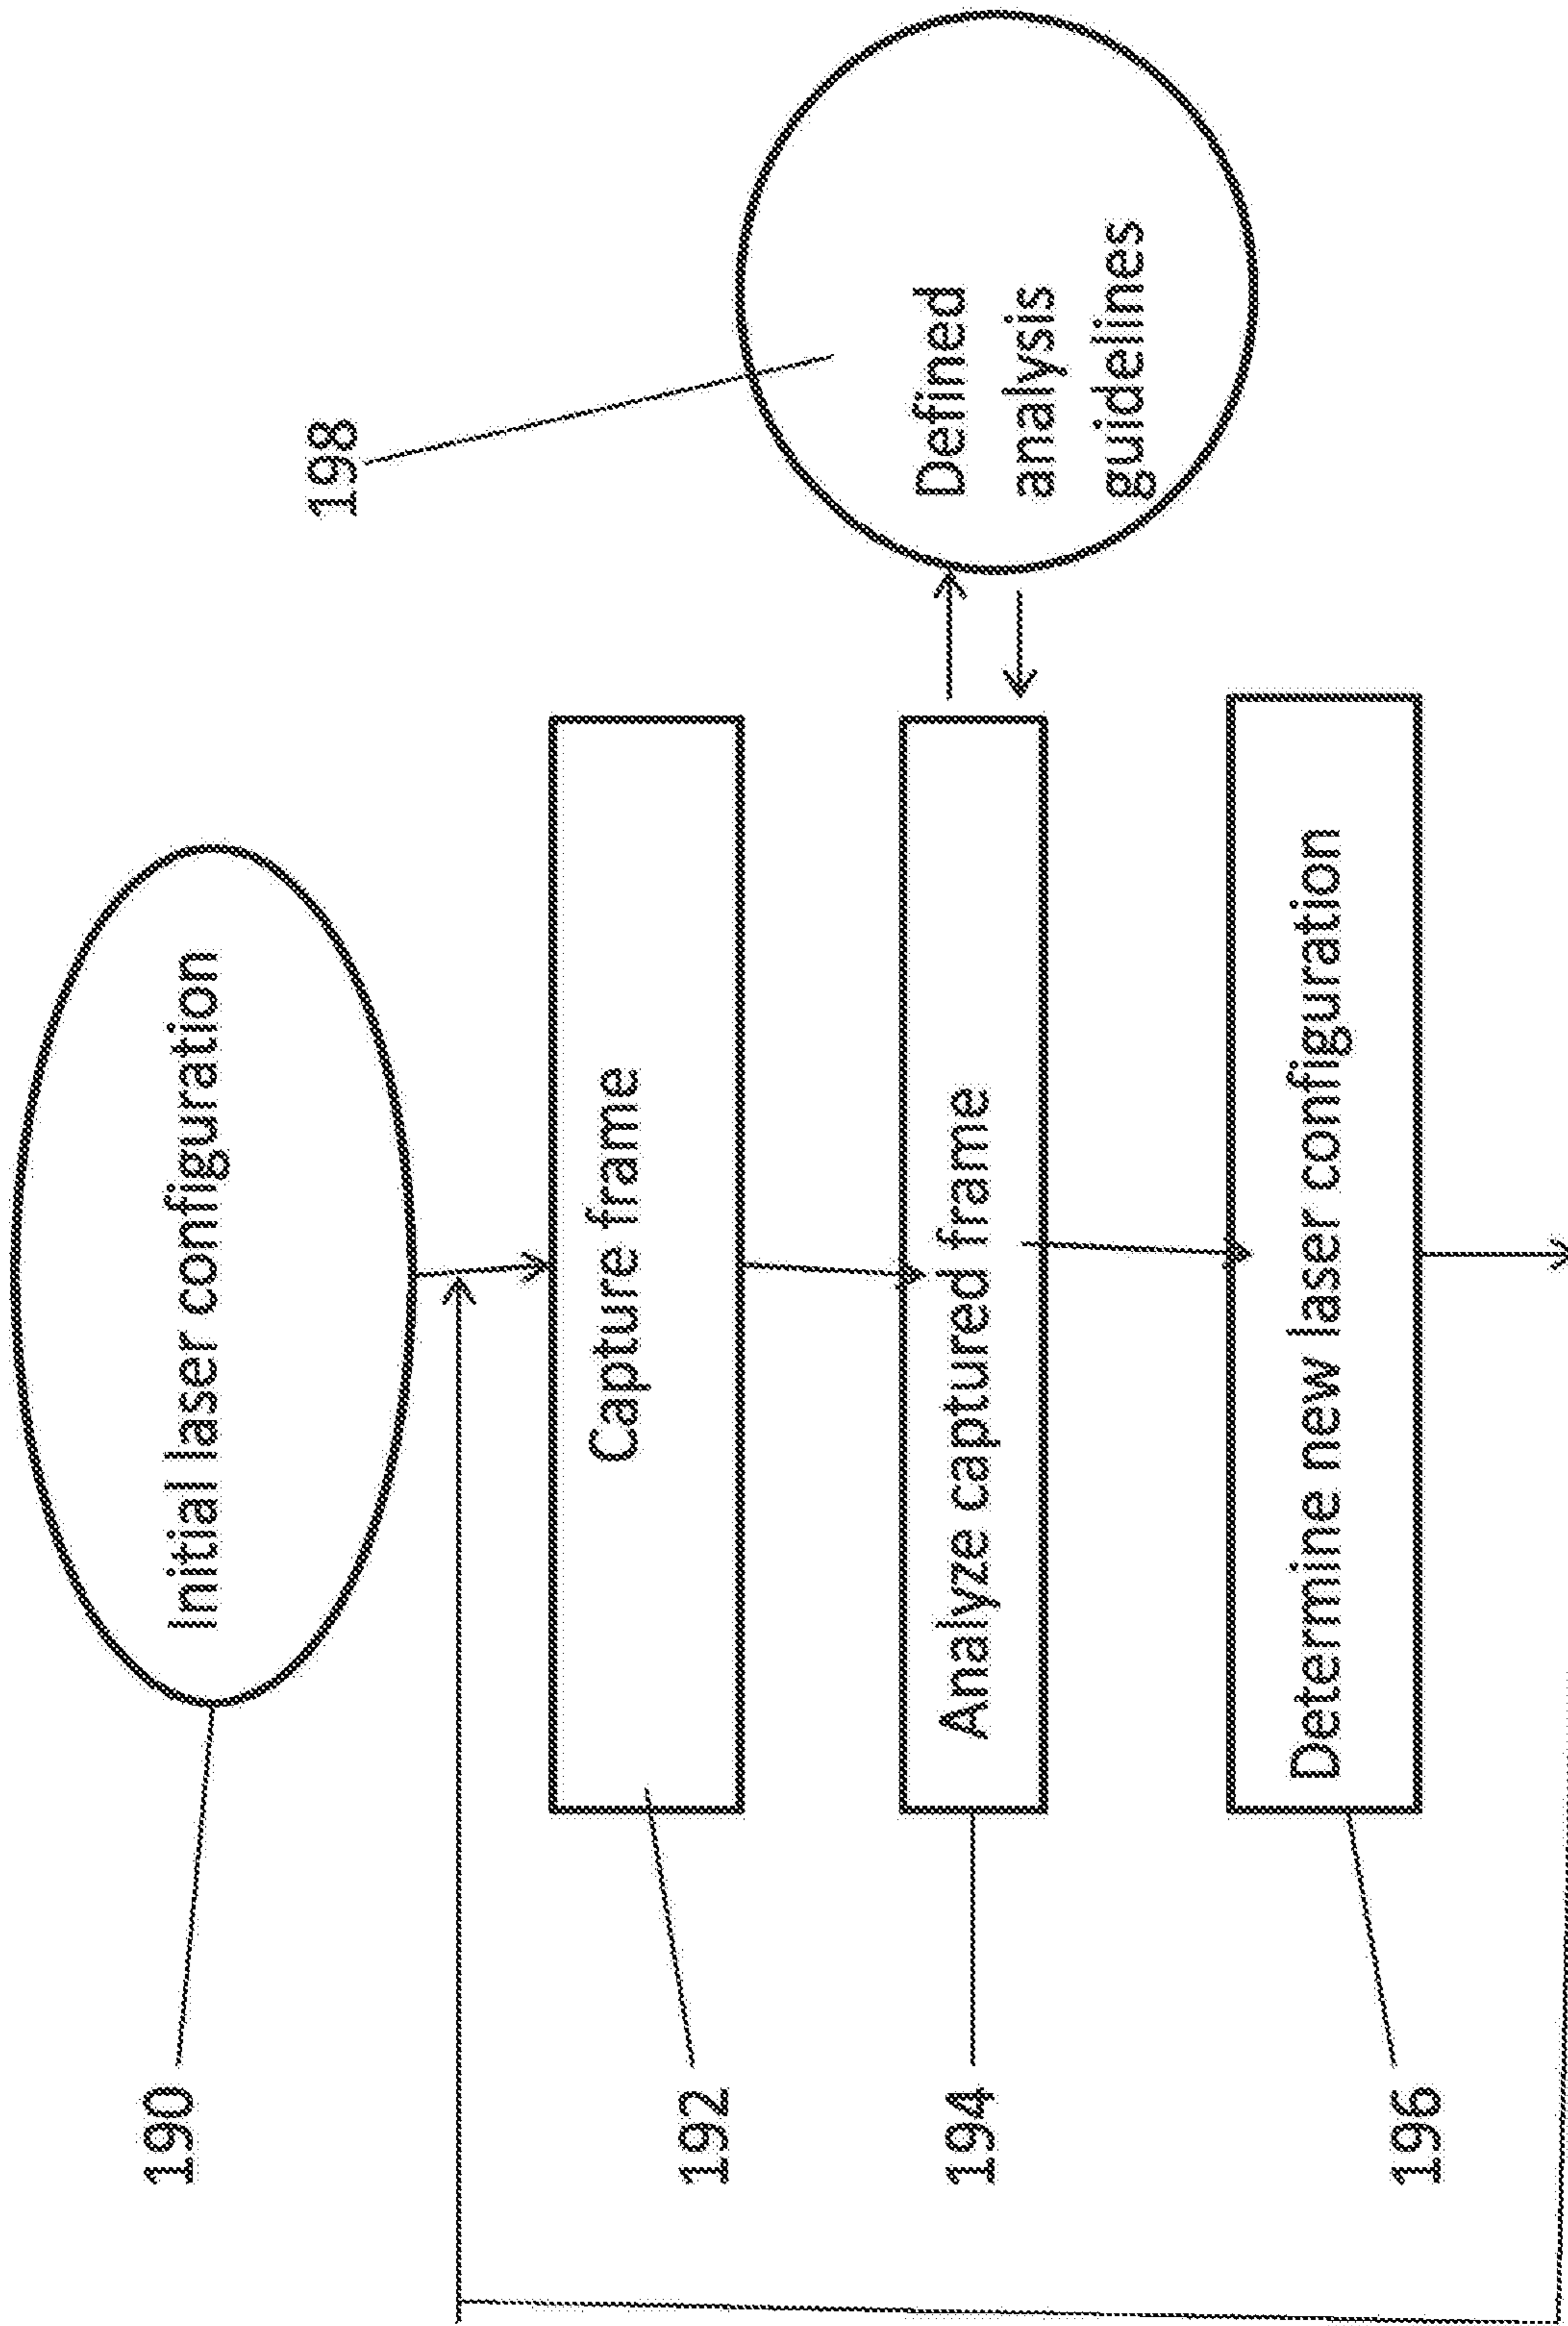 190
Initial laser configuration
198
192
Capture frame
194
Analyze captured frame
Defined
analysis
guidelines
196
Determine new laser configuration